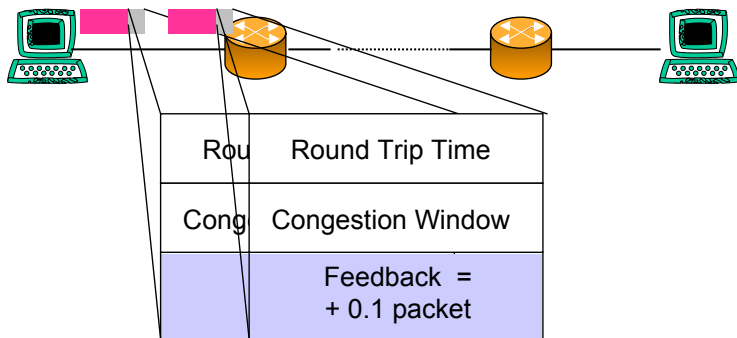 Rou
Round Trip Time
Cong
Congestion Window
Feedback =
+ 0.1 packet